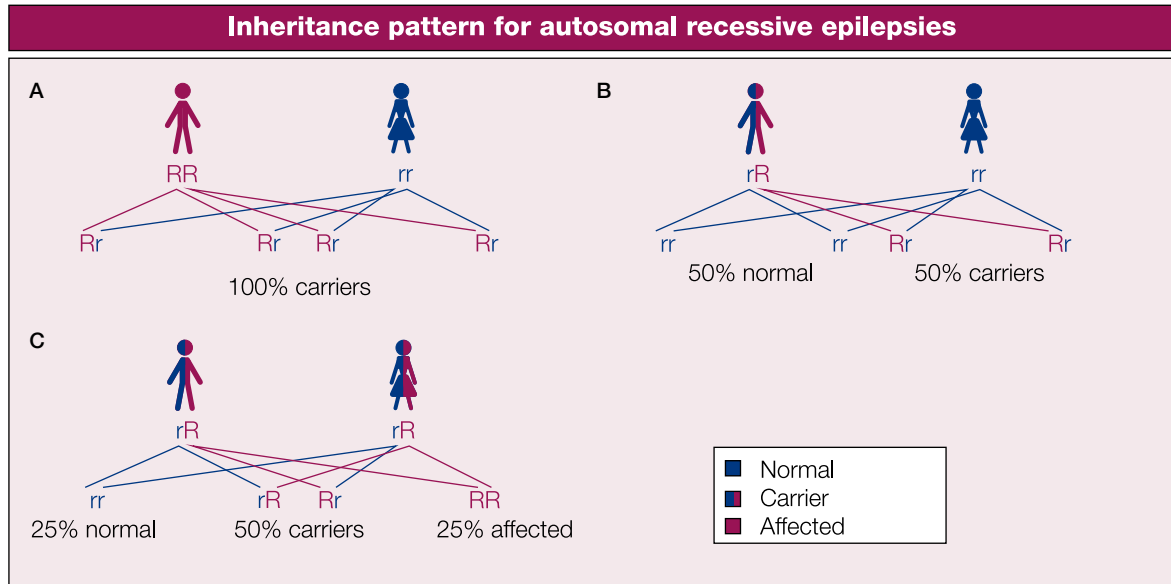 Inheritance pattern for autosomal recessive epilepsies
A
RR rr
Rr Rr Rr Rr
100% carriers
B
rR rr
rr rr Rr Rr
50% normal 50% carriers
C
rR rR
rr rR Rr RR
25% normal 50% carriers 25% affected
Normal
Carrier
Affected